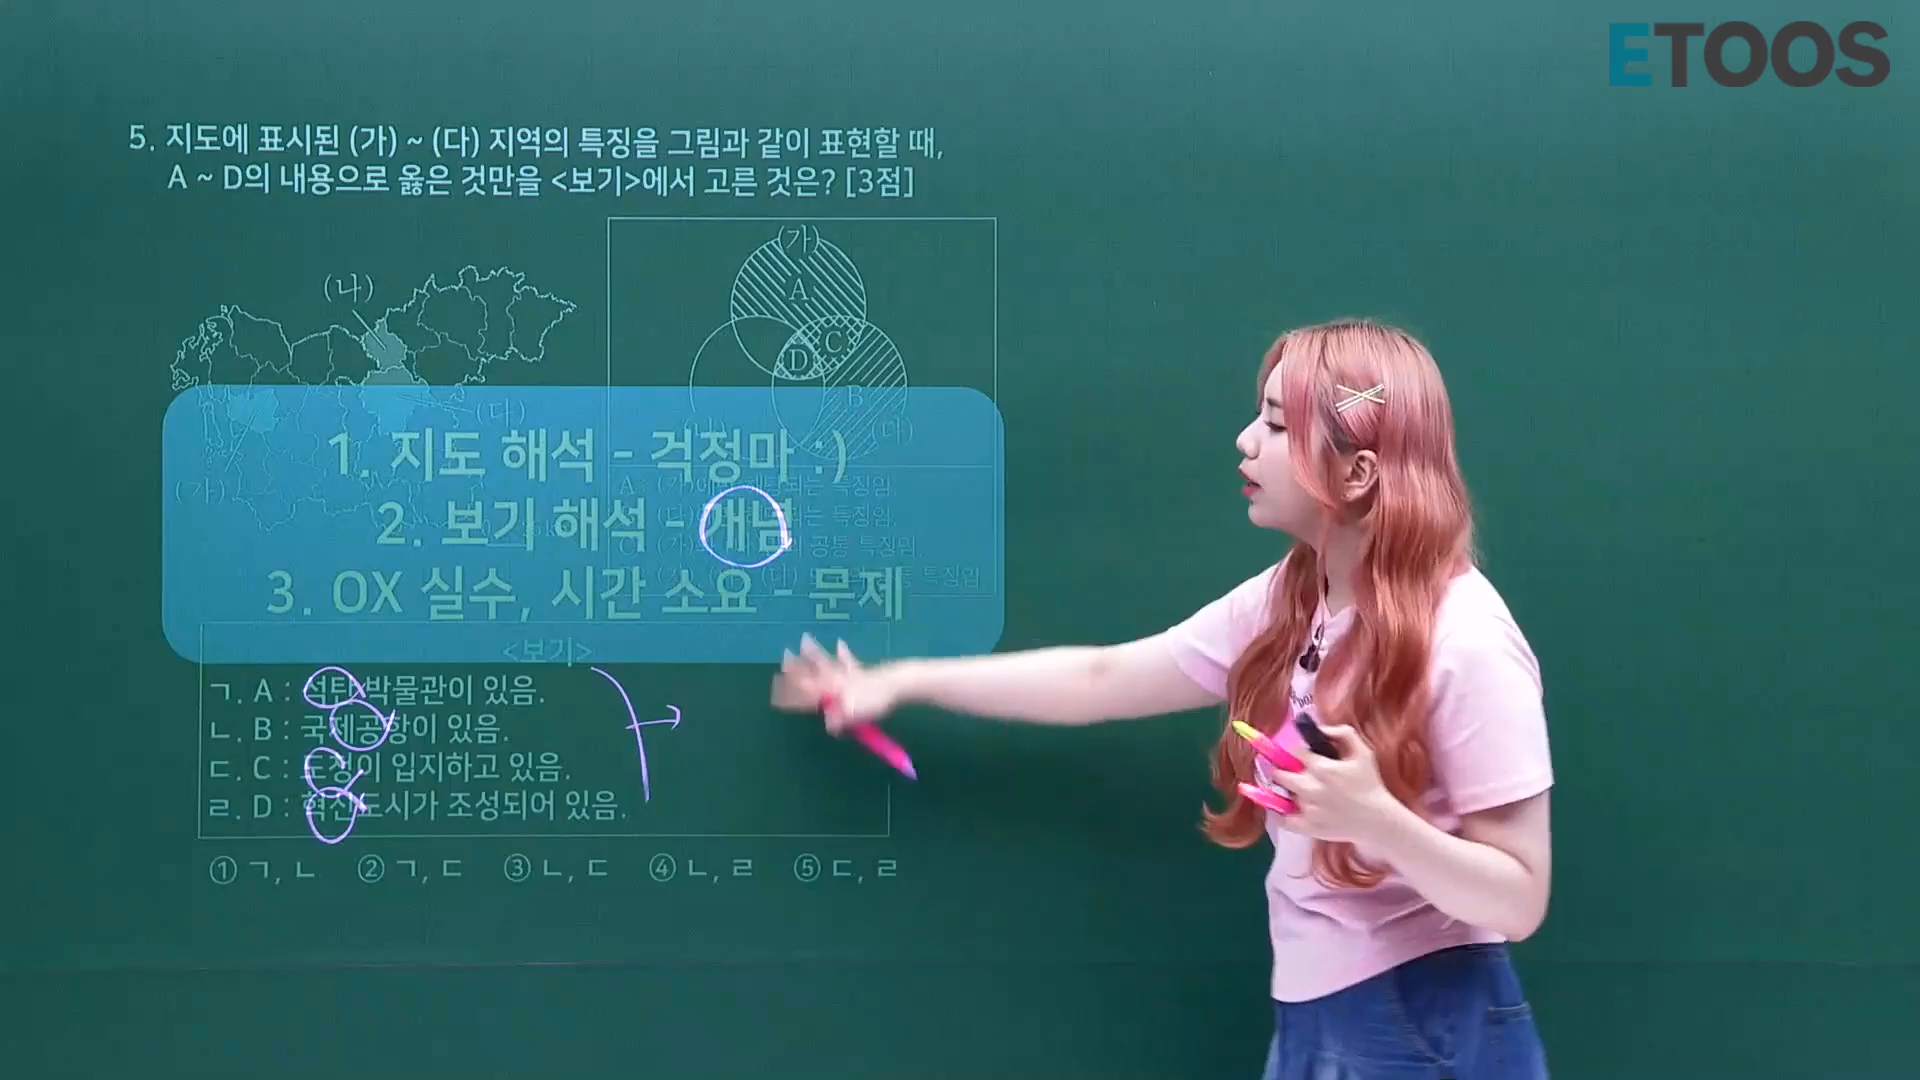 ETOOS
5. 지도에 표시된 (가) ~ (다) 지역의 특징을 그림과 같이 표현할 때,
A ~ D의 내용으로 옳은 것만을 <보기>에서 고른 것은? [3점]
(가)
A
(나)
D C
B
(다)
(다)
(가)
1. 지도 해석 - 걱정마 :)
2. 보기 해석 - 개념
3. OX 실수, 시간 소요 - 문제
<보기>
ㄱ. A : 석탄 박물관이 있음.
ㄴ. B : 국제공항이 있음.
ㄷ. C : 도청이 입지하고 있음.
ㄹ. D : 혁신도시가 조성되어 있음.
① ㄱ, ㄴ ② ㄱ, ㄷ ③ ㄴ, ㄷ ④ ㄴ, ㄹ ⑤ ㄷ, ㄹ